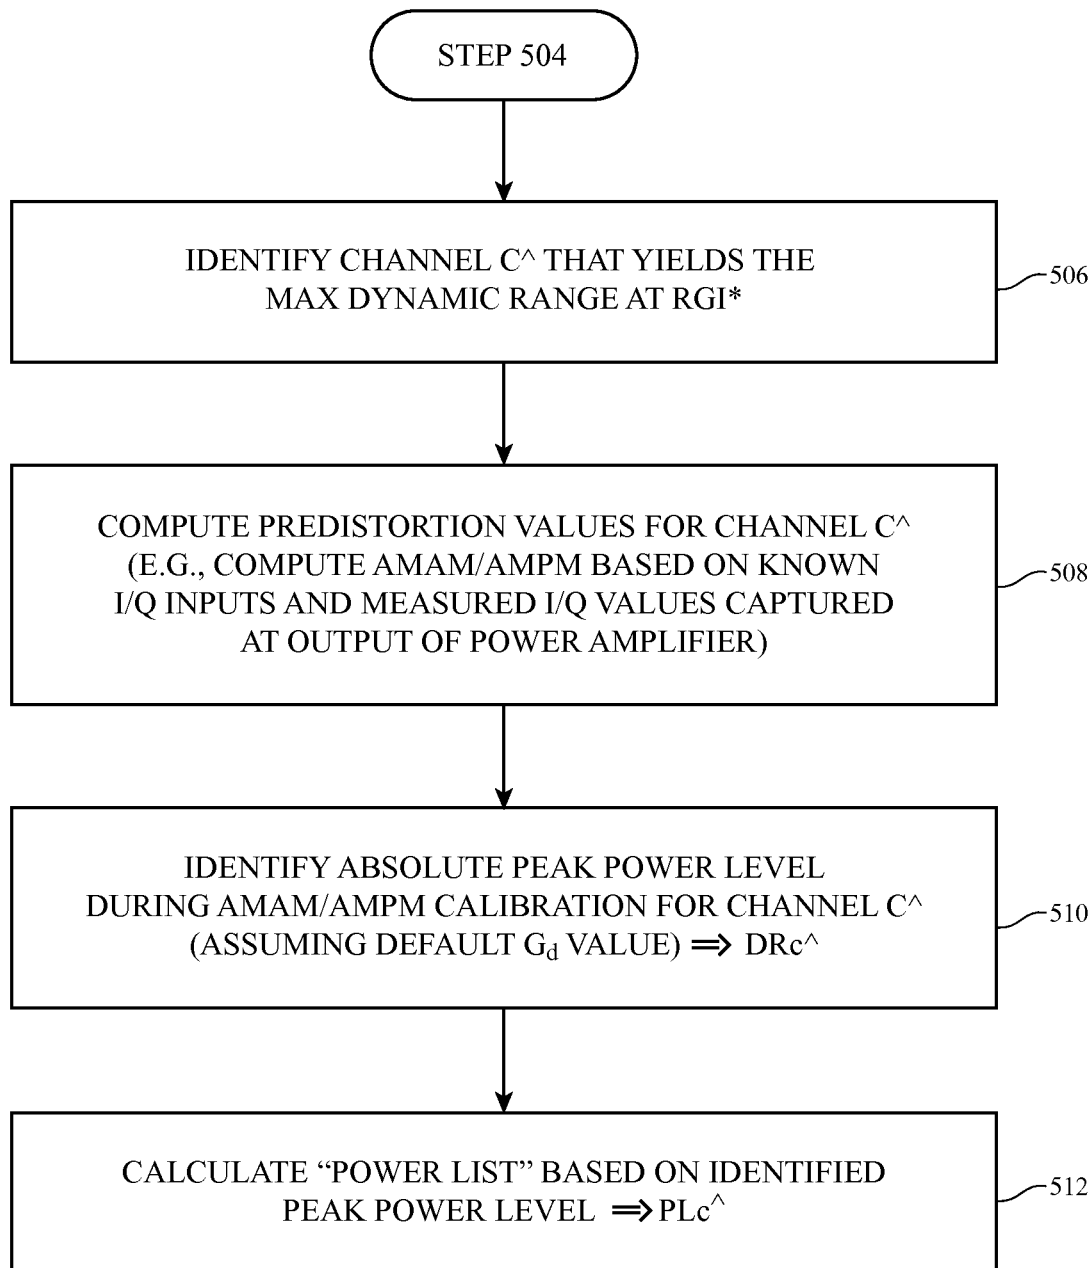 STEP 504
IDENTIFY CHANNEL C^ THAT YIELDS THE
MAX DYNAMIC RANGE AT RGI*
506
COMPUTE PREDISTORTION VALUES FOR CHANNEL C^
(E.G., COMPUTE AMAM/AMPM BASED ON KNOWN
I/Q INPUTS AND MEASURED I/Q VALUES CAPTURED
AT OUTPUT OF POWER AMPLIFIER)
508
IDENTIFY ABSOLUTE PEAK POWER LEVEL
DURING AMAM/AMPM CALIBRATION FOR CHANNEL C^
(ASSUMING DEFAULT Gd VALUE) ⟹ DRc^
510
CALCULATE “POWER LIST” BASED ON IDENTIFIED
PEAK POWER LEVEL ⟹ PLc^
512